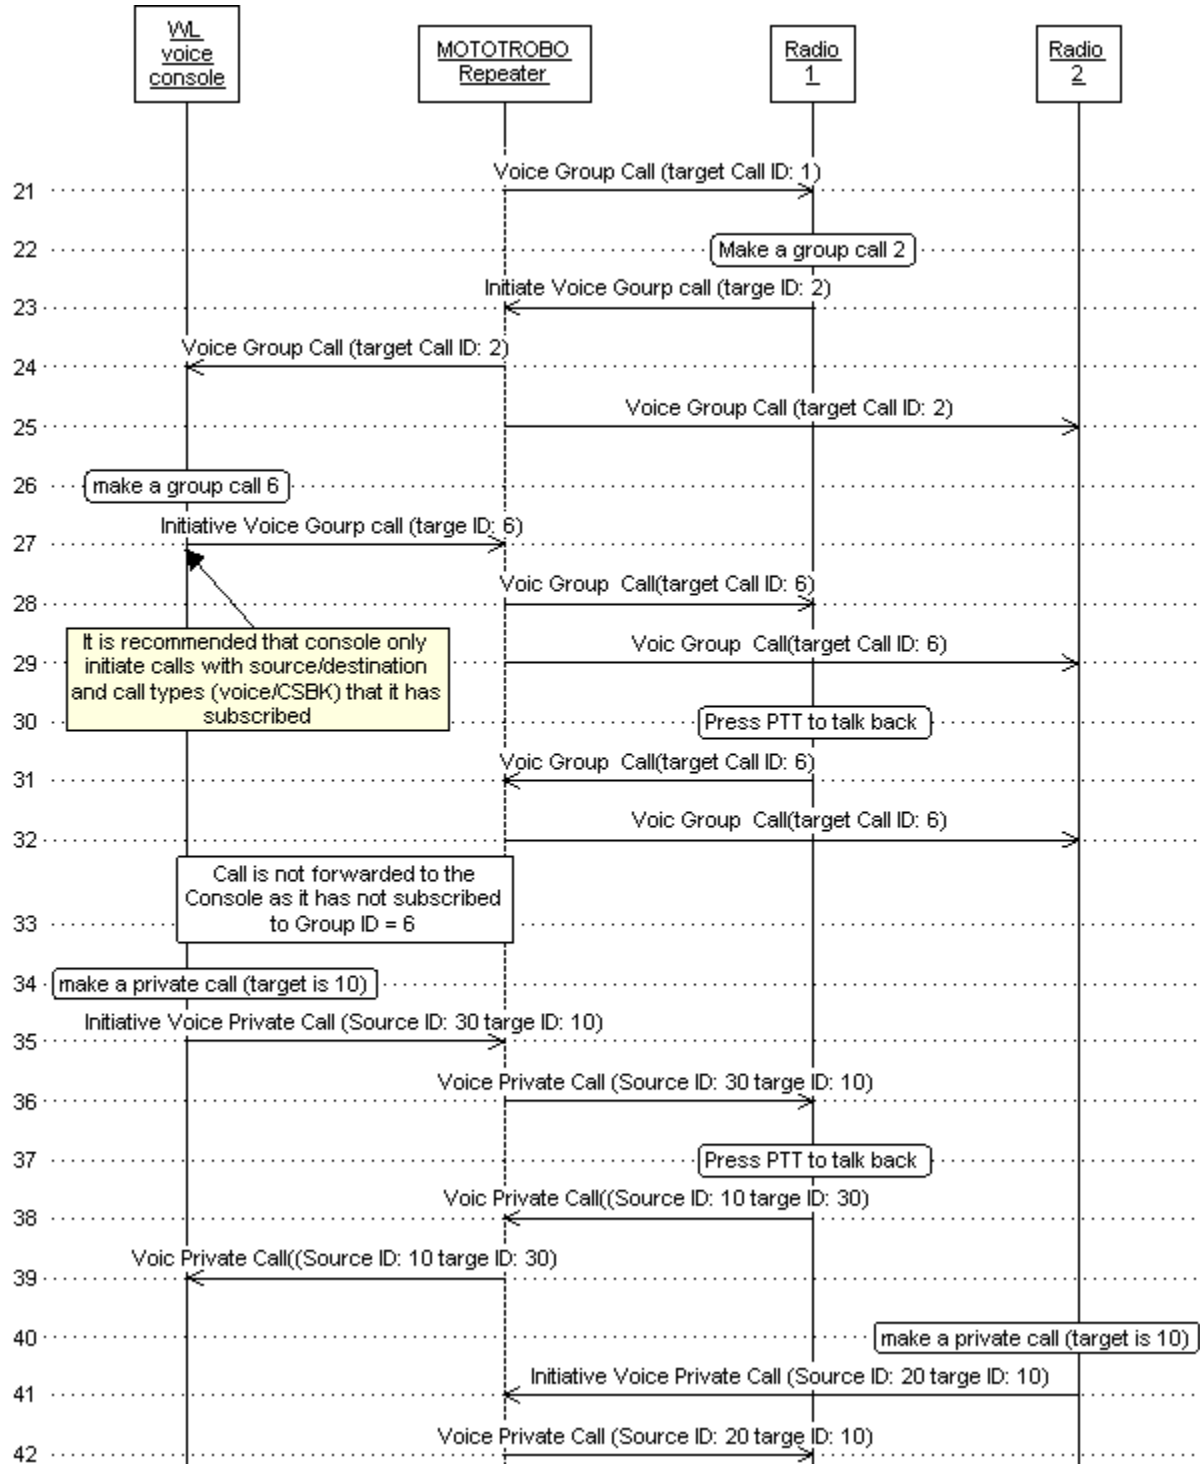 WL
voice
console
MOTOTROBO
Repeater
Radio
1
Radio
2
Voice Group Call (target Call ID: 1)
21
22
Make a group call 2
Initiate Voice Gourp call (targe ID: 2)
23
Voice Group Call (target Call ID: 2)
24
Voice Group Call (target Call ID: 2)
25
26
make a group call 6
Initiative Voice Gourp call (targe ID: 6)
27
Voic Group Call(target Call ID: 6)
28
It is recommended that console only
initiate calls with source/destination
and call types (voice/CSBK) that it has
subscribed
Voic Group Call(target Call ID: 6)
29
30
Press PTT to talk back
Voic Group Call(target Call ID: 6)
31
Voic Group Call(target Call ID: 6)
32
Call is not forwarded to the
Console as it has not subscribed
to Group ID = 6
33
34
make a private call (target is 10)
Initiative Voice Private Call (Source ID: 30 targe ID: 10)
35
Voice Private Call (Source ID: 30 targe ID: 10)
36
37
Press PTT to talk back
Voic Private Call((Source ID: 10 targe ID: 30)
38
Voic Private Call((Source ID: 10 targe ID: 30)
39
40
make a private call (target is 10)
Initiative Voice Private Call (Source ID: 20 targe ID: 10)
41
Voice Private Call (Source ID: 20 targe ID: 10)
42